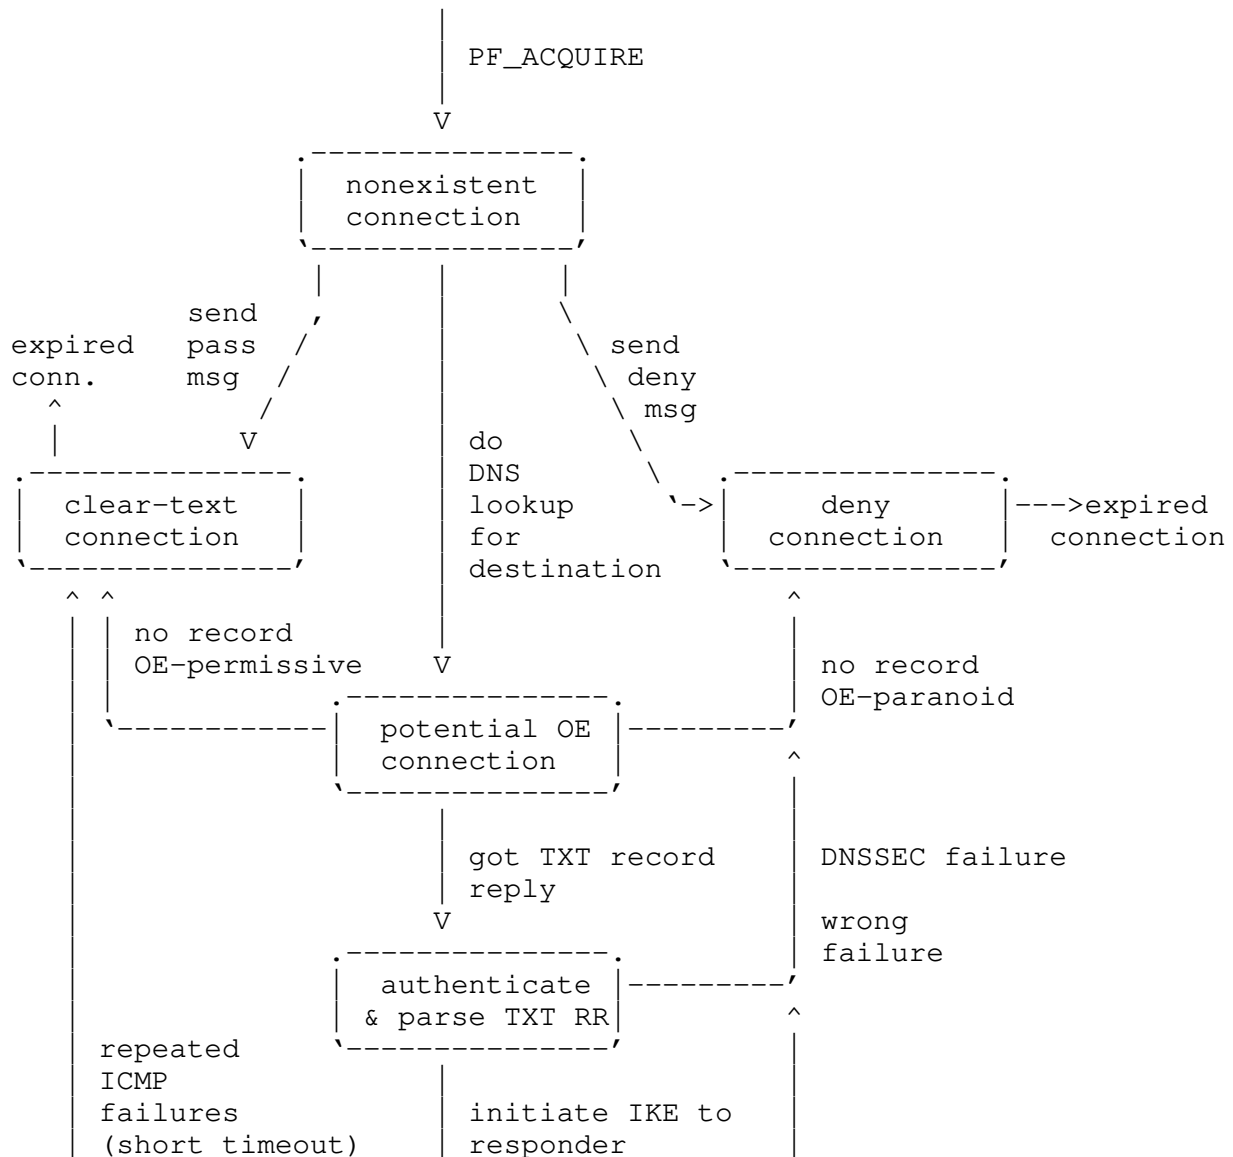 PF_ACQUIRE
V
nonexistent
connection
send
expired pass send
conn. msg deny
^ msg
V do
DNS
clear-text lookup -> deny --->expired
connection for connection connection
destination
^ ^ ^
no record
OE-permissive V no record
OE-paranoid
potential OE
connection ^
got TXT record DNSSEC failure
reply
V wrong
failure
authenticate
& parse TXT RR ^
repeated
ICMP
failures initiate IKE to
(short timeout) responder